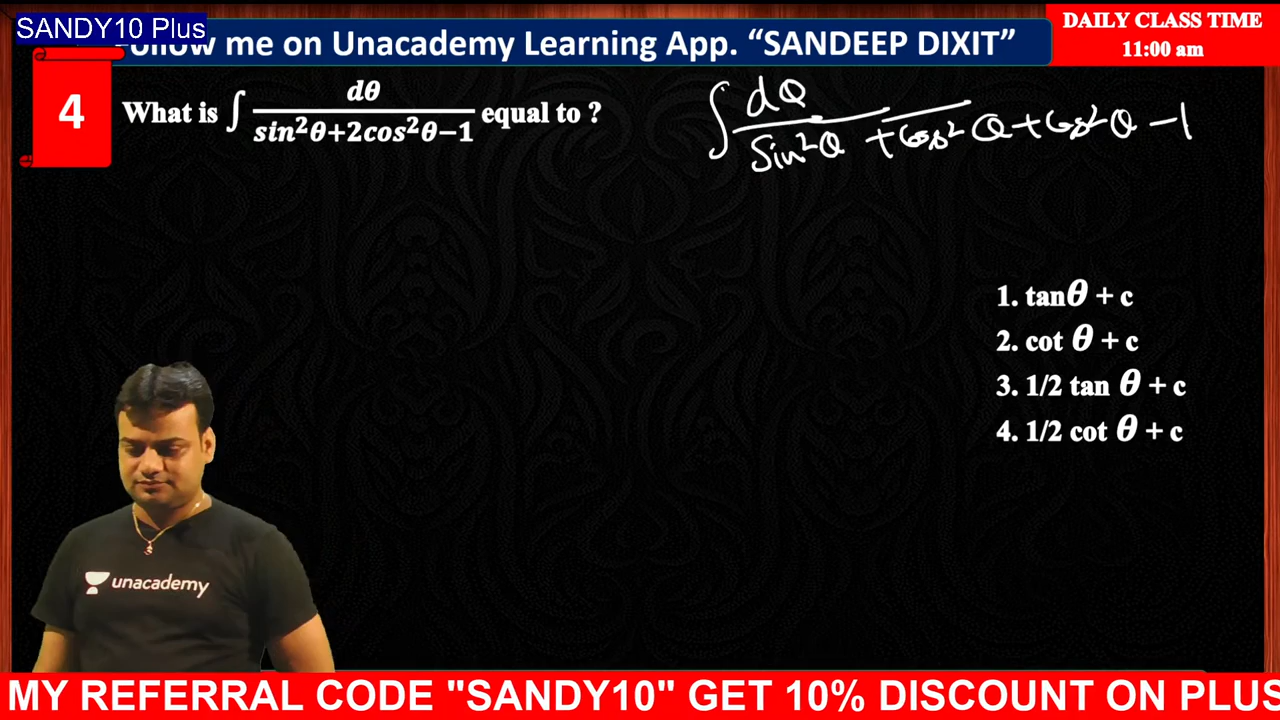 SANDY10 Plus
Follow me on Unacademy Learning App. “SANDEEP DIXIT”
DAILY CLASS TIME
11:00 am
4
What is ∫ dθ / sin²θ+2cos²θ−1 equal to ?
∫ dθ / sin²θ + cos²θ + cos²θ − 1
1. tanθ + c
2. cot θ + c
3. 1/2 tan θ + c
4. 1/2 cot θ + c
unacademy
MY REFERRAL CODE "SANDY10" GET 10% DISCOUNT ON PLUS